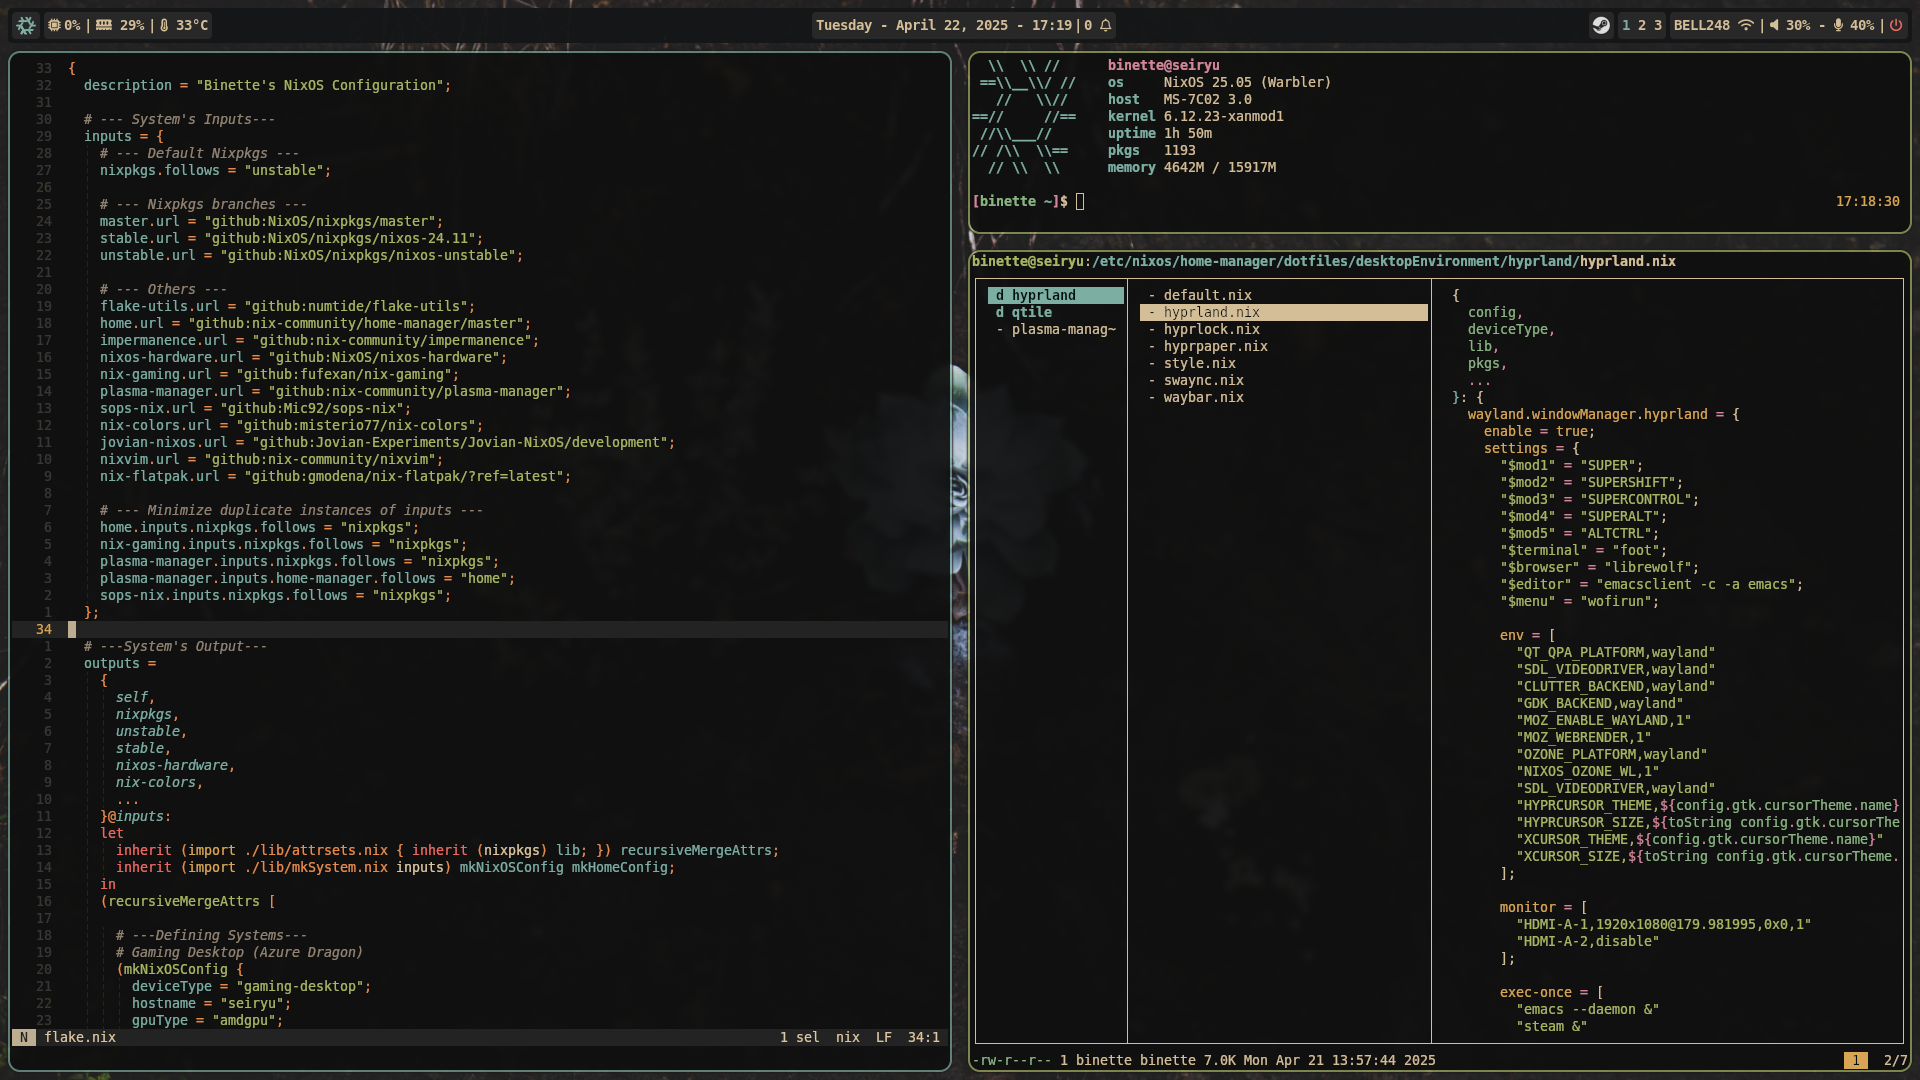 0% | 29% | 33°C
Tuesday - April 22, 2025 - 17:19|0
1 2 3
BELL248 | 30% - 40% |
33 {
32 description = "Binette's NixOS Configuration";
31
30 # --- System's Inputs---
29 inputs = {
28 # --- Default Nixpkgs ---
27 nixpkgs.follows = "unstable";
26
25 # --- Nixpkgs branches ---
24 master.url = "github:NixOS/nixpkgs/master";
23 stable.url = "github:NixOS/nixpkgs/nixos-24.11";
22 unstable.url = "github:NixOS/nixpkgs/nixos-unstable";
21
20 # --- Others ---
19 flake-utils.url = "github:numtide/flake-utils";
18 home.url = "github:nix-community/home-manager/master";
17 impermanence.url = "github:nix-community/impermanence";
16 nixos-hardware.url = "github:NixOS/nixos-hardware";
15 nix-gaming.url = "github:fufexan/nix-gaming";
14 plasma-manager.url = "github:nix-community/plasma-manager";
13 sops-nix.url = "github:Mic92/sops-nix";
12 nix-colors.url = "github:misterio77/nix-colors";
11 jovian-nixos.url = "github:Jovian-Experiments/Jovian-NixOS/development";
10 nixvim.url = "github:nix-community/nixvim";
9 nix-flatpak.url = "github:gmodena/nix-flatpak/?ref=latest";
8
7 # --- Minimize duplicate instances of inputs ---
6 home.inputs.nixpkgs.follows = "nixpkgs";
5 nix-gaming.inputs.nixpkgs.follows = "nixpkgs";
4 plasma-manager.inputs.nixpkgs.follows = "nixpkgs";
3 plasma-manager.inputs.home-manager.follows = "home";
2 sops-nix.inputs.nixpkgs.follows = "nixpkgs";
1 };
34
1 # ---System's Output---
2 outputs =
3 {
4 self,
5 nixpkgs,
6 unstable,
7 stable,
8 nixos-hardware,
9 nix-colors,
10 ...
11 }@inputs:
12 let
13 inherit (import ./lib/attrsets.nix { inherit (nixpkgs) lib; }) recursiveMergeAttrs;
14 inherit (import ./lib/mkSystem.nix inputs) mkNixOSConfig mkHomeConfig;
15 in
16 (recursiveMergeAttrs [
17
18 # ---Defining Systems---
19 # Gaming Desktop (Azure Dragon)
20 (mkNixOSConfig {
21 deviceType = "gaming-desktop";
22 hostname = "seiryu";
23 gpuType = "amdgpu";
N flake.nix 1 sel nix LF 34:1
\\ \\ // binette@seiryu
==\\__\\/ // os NixOS 25.05 (Warbler)
// \\// host MS-7C02 3.0
==// //== kernel 6.12.23-xanmod1
//\\___// uptime 1h 50m
// /\\ \\== pkgs 1193
// \\ \\ memory 4642M / 15917M
[binette ~]$ 17:18:30
binette@seiryu:/etc/nixos/home-manager/dotfiles/desktopEnvironment/hyprland/hyprland.nix
d hyprland
d qtile
- plasma-manag~
- default.nix
- hyprland.nix
- hyprlock.nix
- hyprpaper.nix
- style.nix
- swaync.nix
- waybar.nix
{
config,
deviceType,
lib,
pkgs,
...
}: {
wayland.windowManager.hyprland = {
enable = true;
settings = {
"$mod1" = "SUPER";
"$mod2" = "SUPERSHIFT";
"$mod3" = "SUPERCONTROL";
"$mod4" = "SUPERALT";
"$mod5" = "ALTCTRL";
"$terminal" = "foot";
"$browser" = "librewolf";
"$editor" = "emacsclient -c -a emacs";
"$menu" = "wofirun";
env = [
"QT_QPA_PLATFORM,wayland"
"SDL_VIDEODRIVER,wayland"
"CLUTTER_BACKEND,wayland"
"GDK_BACKEND,wayland"
"MOZ_ENABLE_WAYLAND,1"
"MOZ_WEBRENDER,1"
"OZONE_PLATFORM,wayland"
"NIXOS_OZONE_WL,1"
"SDL_VIDEODRIVER,wayland"
"HYPRCURSOR_THEME,${config.gtk.cursorTheme.name}
"HYPRCURSOR_SIZE,${toString config.gtk.cursorThe
"XCURSOR_THEME,${config.gtk.cursorTheme.name}"
"XCURSOR_SIZE,${toString config.gtk.cursorTheme.
];
monitor = [
"HDMI-A-1,1920x1080@179.981995,0x0,1"
"HDMI-A-2,disable"
];
exec-once = [
"emacs --daemon &"
"steam &"
-rw-r--r-- 1 binette binette 7.0K Mon Apr 21 13:57:44 2025 1 2/7